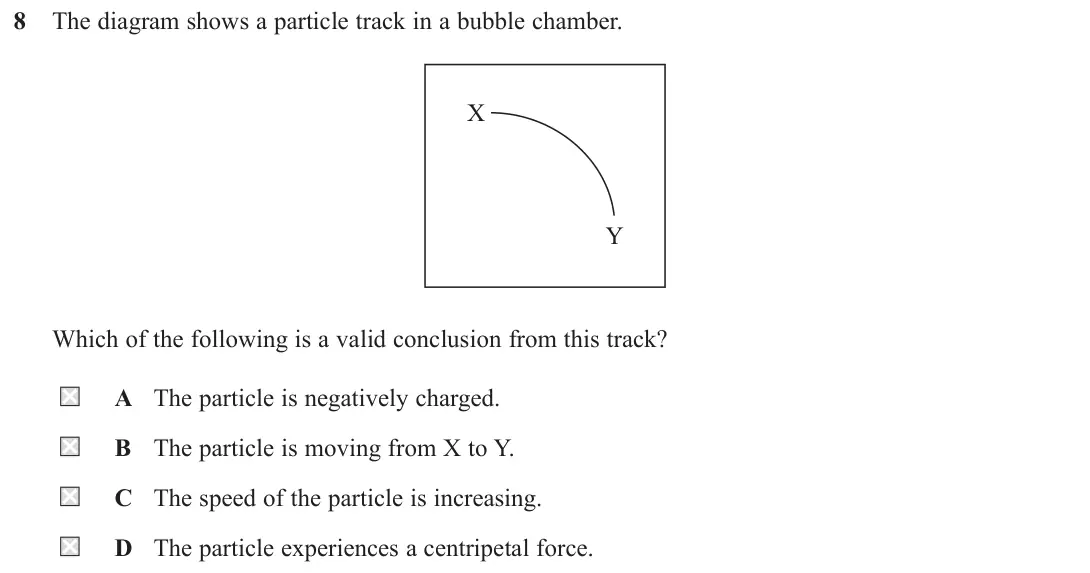 8 The diagram shows a particle track in a bubble chamber.
X
Y
Which of the following is a valid conclusion from this track?
A The particle is negatively charged.
B The particle is moving from X to Y.
C The speed of the particle is increasing.
D The particle experiences a centripetal force.